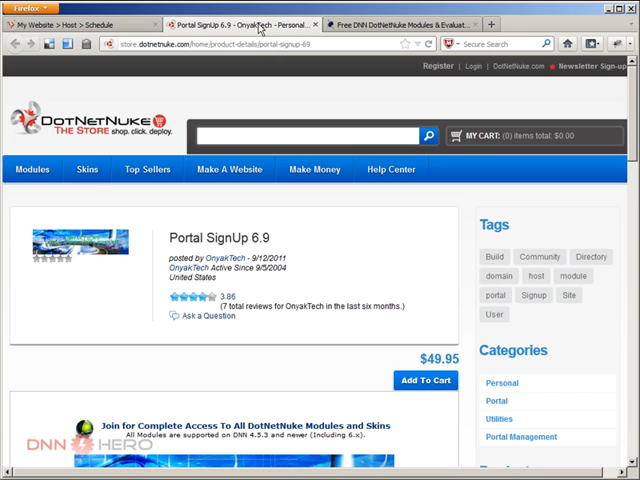 Firefox
My Website > Host > Schedule
Portal SignUp 6.9 - OnyakTech - Personal...
Free DNN DotNetNuke Modules & Evaluat...
store.dotnetnuke.com/home/product-details/portal-signup-69
Secure Search
Register | Login | DotNetNuke.com Newsletter Sign-up
DOTNETNUKE
THE STORE shop. click. deploy.
MY CART: (0) items total: $0.00
Modules Skins Top Sellers Make A Website Make Money Help Center
Portal SignUp 6.9
posted by OnyakTech - 9/12/2011
OnyakTech Active Since 9/5/2004
United States
3.86
(7 total reviews for OnyakTech in the last six months.)
Ask a Question
$49.95
Add To Cart
Join for Complete Access To All DotNetNuke Modules and Skins
All Modules are supported on DNN 4.5.3 and newer (Including 6.x).
Tags
Build Community Directory
domain host module
portal Signup Site
User
Categories
Personal
Portal
Utilities
Portal Management
DNN HERO